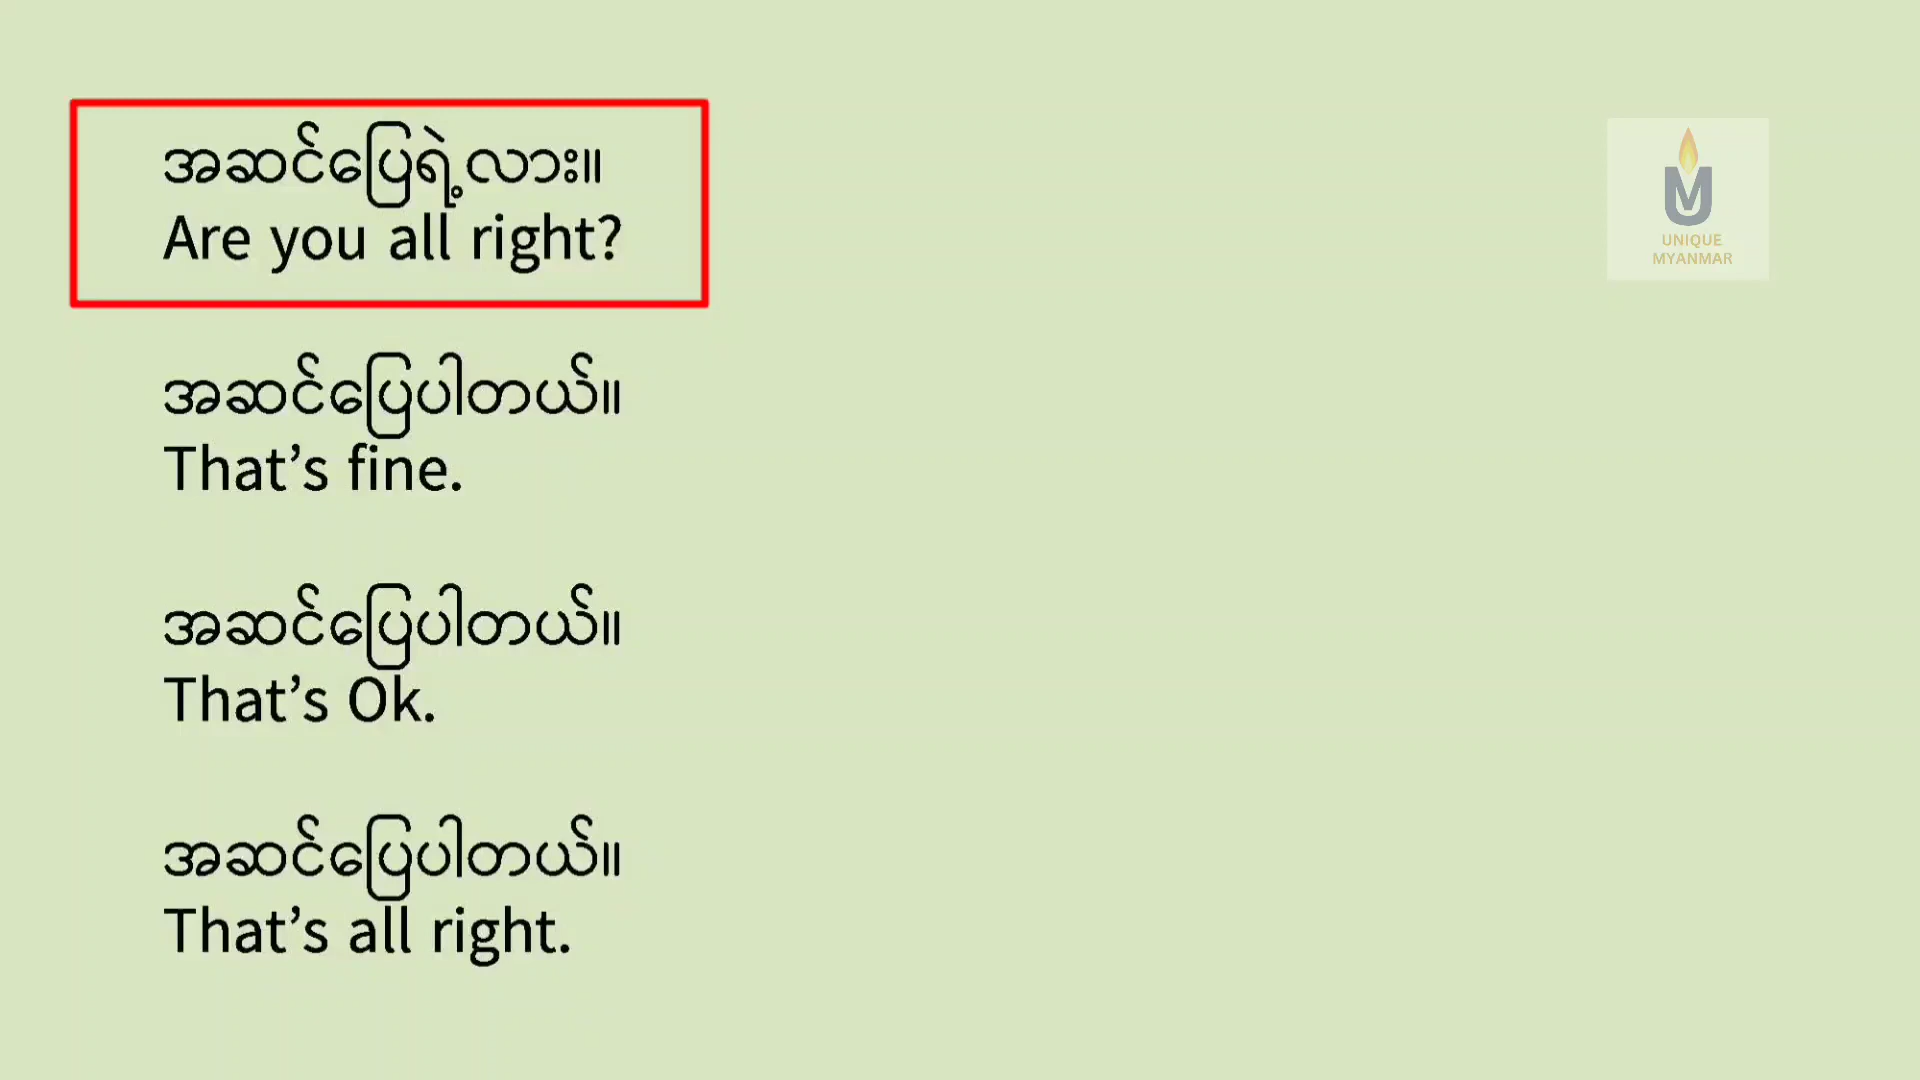 အဆင်ပြေရဲ့လား။
Are you all right?
အဆင်ပြေပါတယ်။
That’s fine.
အဆင်ပြေပါတယ်။
That’s Ok.
အဆင်ပြေပါတယ်။
That’s all right.
UNIQUE
MYANMAR